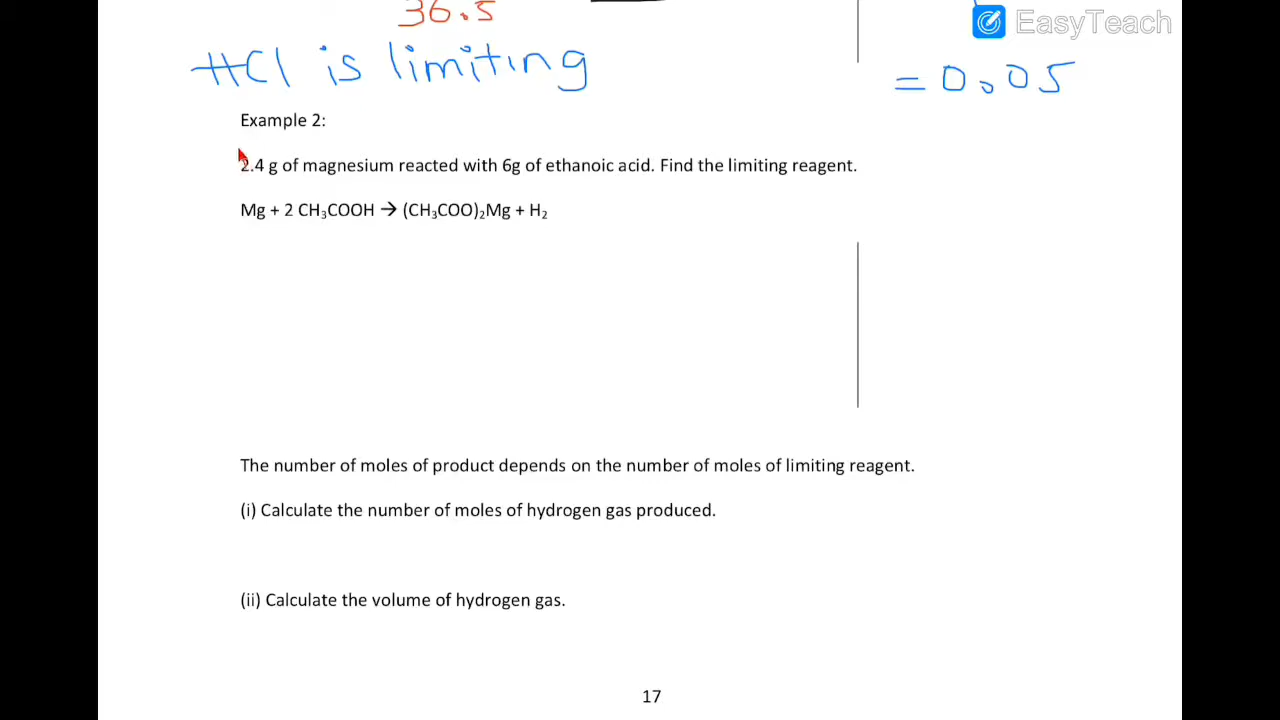 36.5
EasyTeach
HCl is limiting
= 0.05
Example 2:
2.4 g of magnesium reacted with 6g of ethanoic acid. Find the limiting reagent.
Mg + 2 CH₃COOH → (CH₃COO)₂Mg + H₂
The number of moles of product depends on the number of moles of limiting reagent.
(i) Calculate the number of moles of hydrogen gas produced.
(ii) Calculate the volume of hydrogen gas.
17